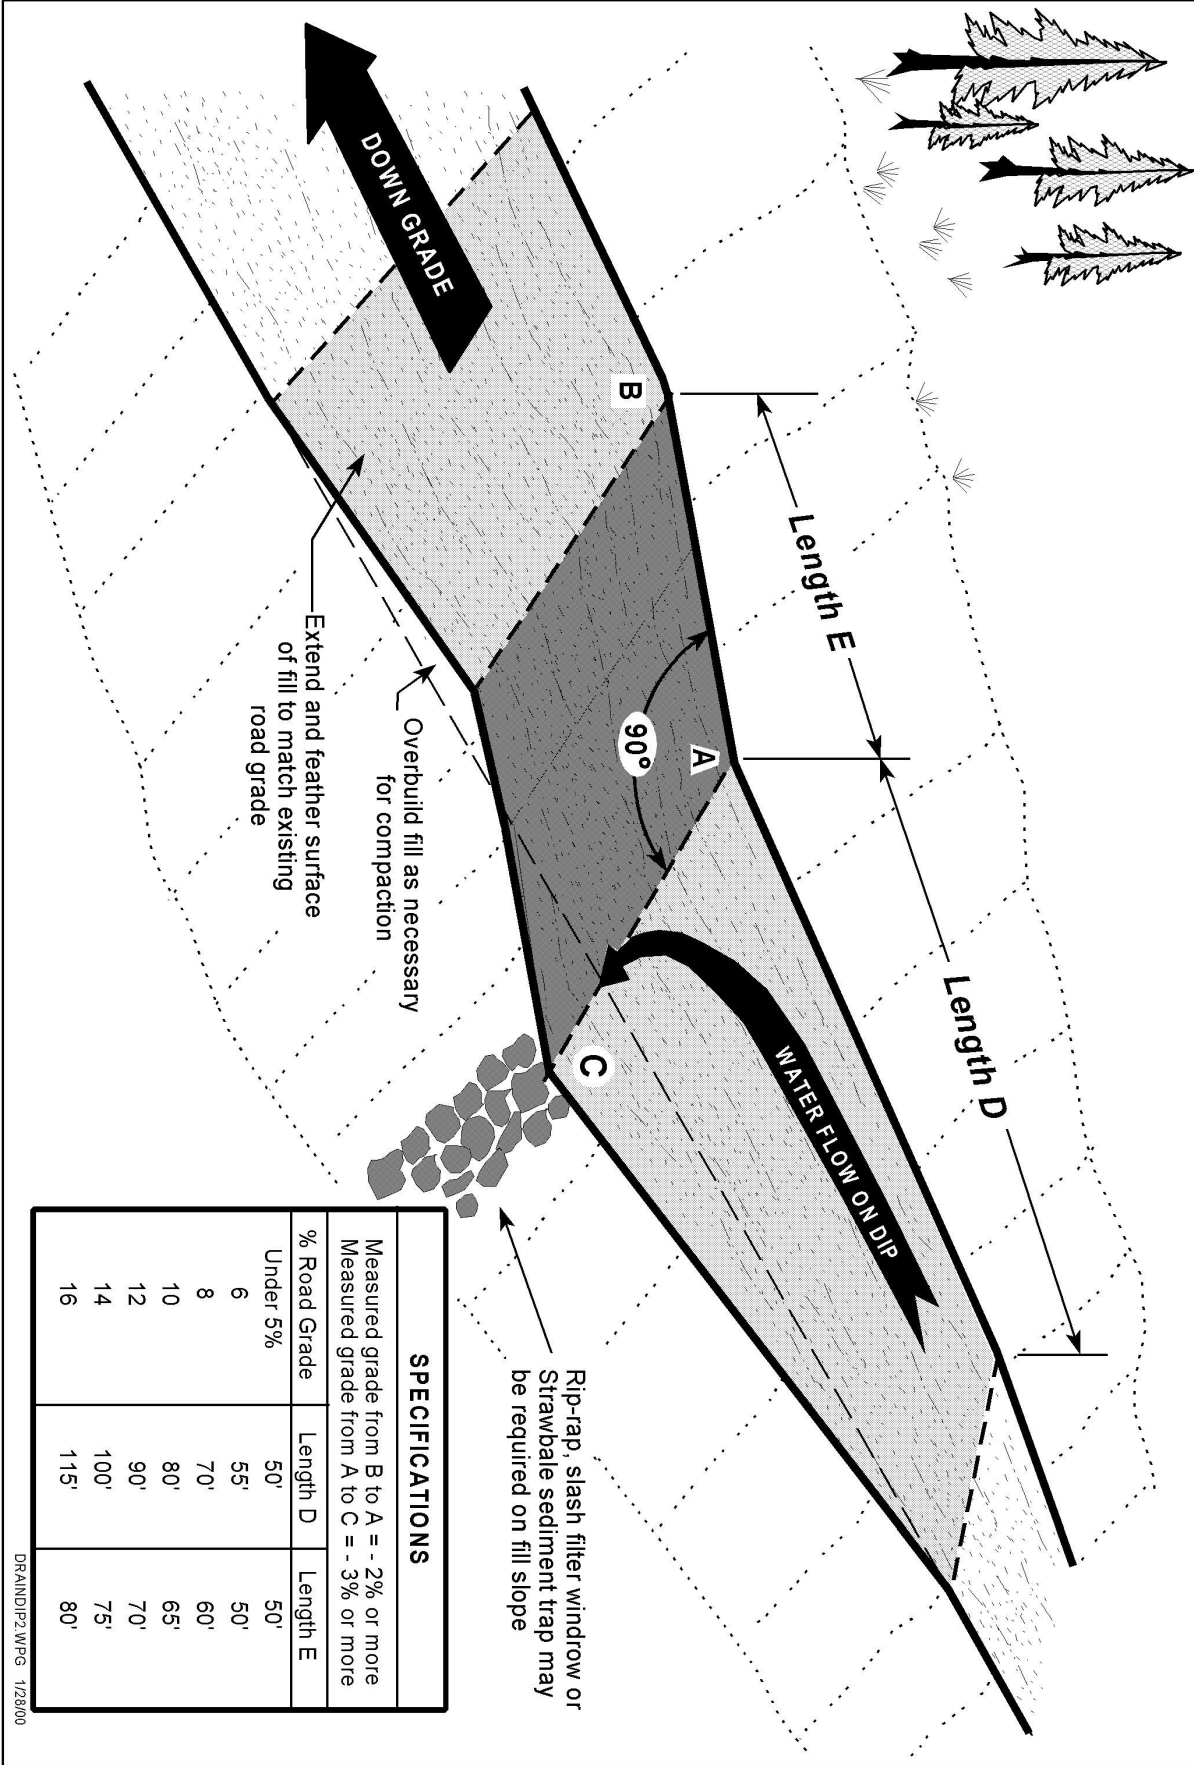 Length E
Length D
DOWN GRADE
B
A
90°
C
WATER FLOW ON DIP
Overbuild fill as necessary
for compaction
Extend and feather surface
of fill to match existing
road grade
Rip-rap, slash filter windrow or
Strawbale sediment trap may
be required on fill slope
SPECIFICATIONS
Measured grade from B to A = - 2% or more
Measured grade from A to C = - 3% or more
% Road Grade Length D Length E
Under 5% 50' 50'
6 55' 50'
8 70' 60'
10 80' 65'
12 90' 70'
14 100' 75'
16 115' 80'
DRAINDIP2.WPG 1/28/00